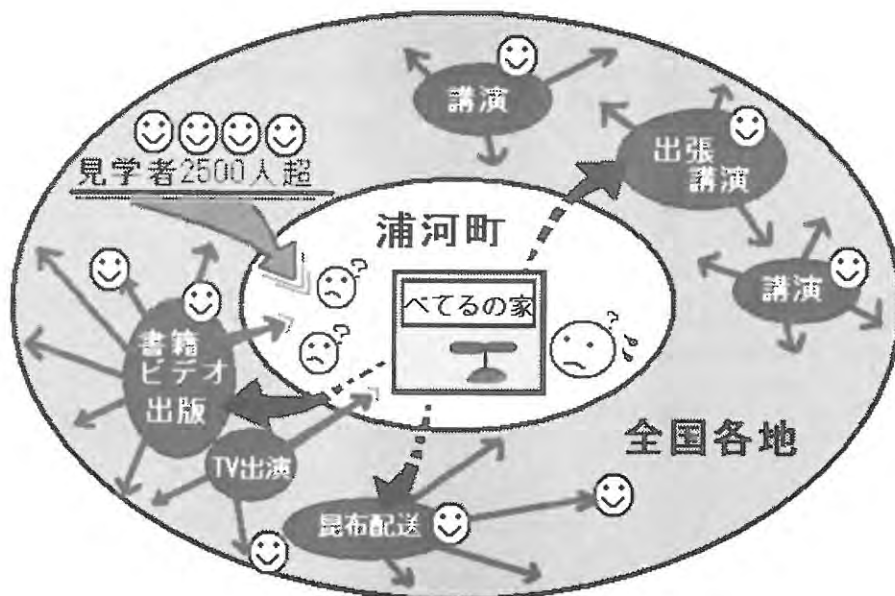 講演
出張
講演
見学者2500人超
浦河町
講演
べてるの家
書籍
ビデオ
出版
全国各地
TV出演
昆布配送